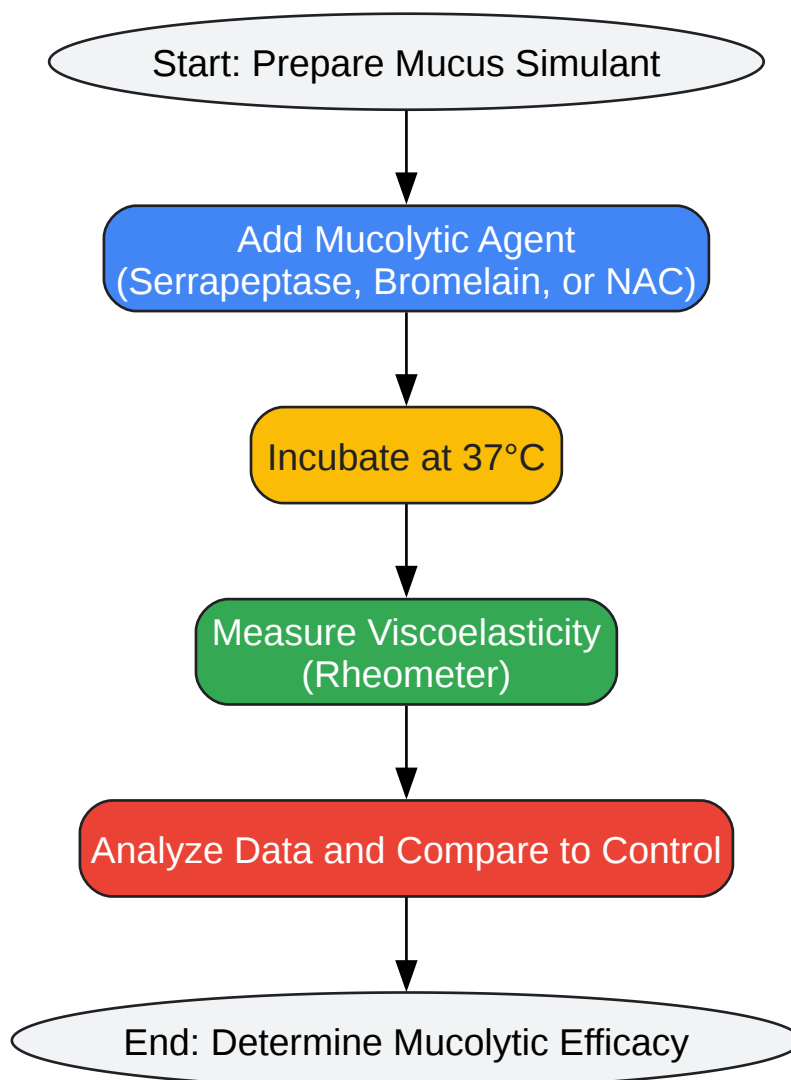 Start: Prepare Mucus Simulant
Add Mucolytic Agent
(Serrapeptase, Bromelain, or NAC)
Incubate at 37°C
Measure Viscoelasticity
(Rheometer)
Analyze Data and Compare to Control
End: Determine Mucolytic Efficacy